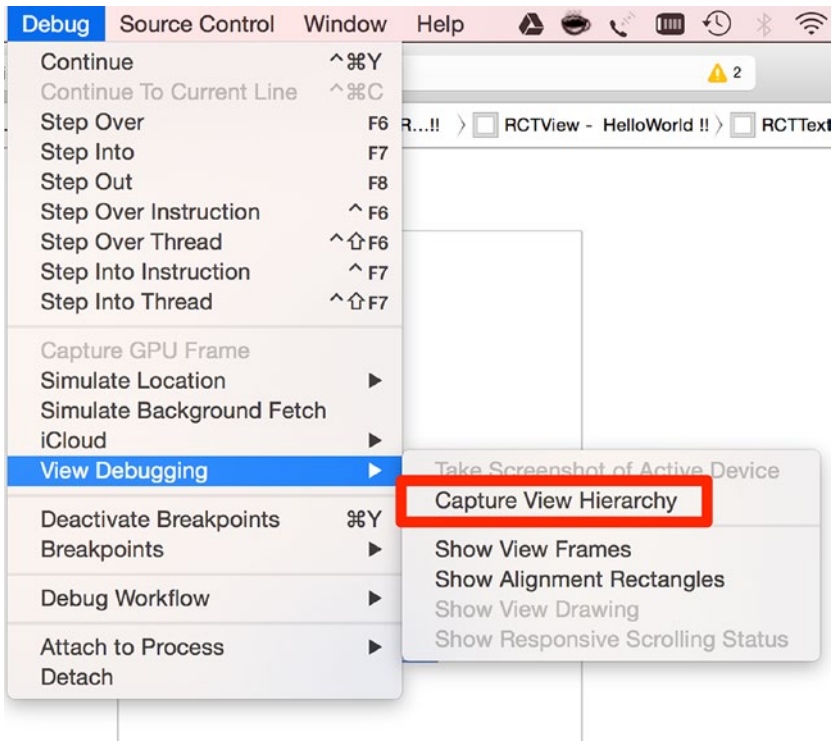 Debug Source Control Window Help
Continue ^⌘Y
2
Continue To Current Line ^⌘C
Step Over F6
R...!! 〉 RCTView - HelloWorld !! 〉 RCTText
Step Into F7
Step Out F8
Step Over Instruction ^ F6
Step Over Thread ^⇧F6
Step Into Instruction ^ F7
Step Into Thread ^⇧F7
Capture GPU Frame
Simulate Location ▶
Simulate Background Fetch
iCloud ▶
View Debugging ▶
Take Screenshot of Active Device
Capture View Hierarchy
Deactivate Breakpoints ⌘Y
Breakpoints ▶
Show View Frames
Show Alignment Rectangles
Debug Workflow ▶
Show View Drawing
Show Responsive Scrolling Status
Attach to Process ▶
Detach